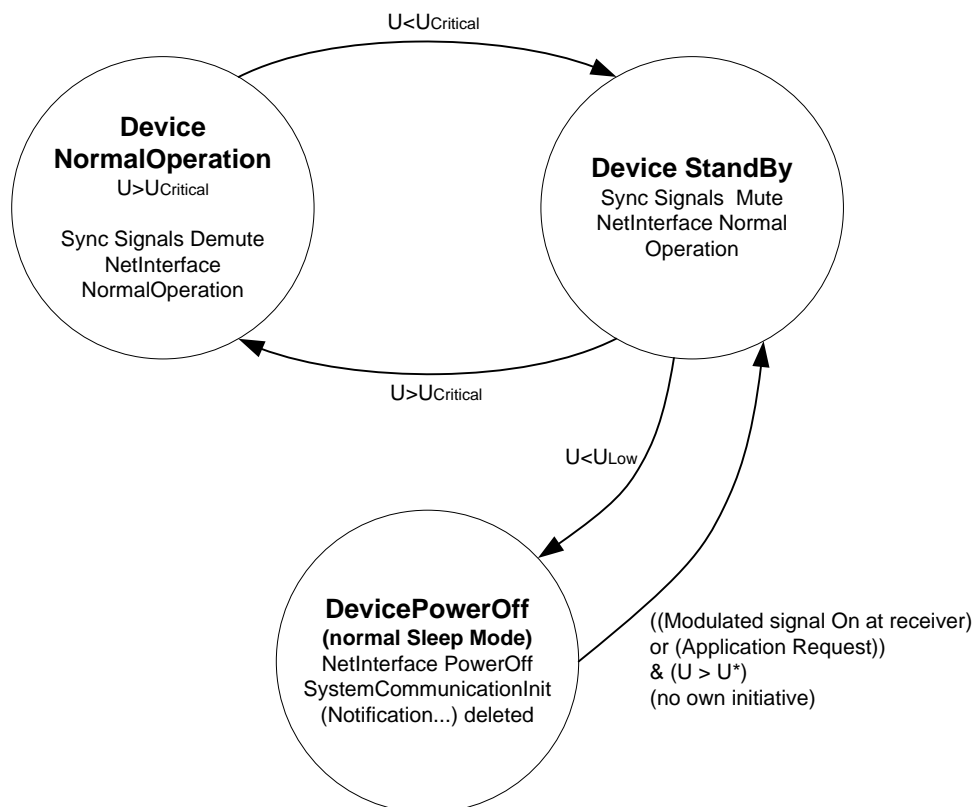 U<UCritical
Device
NormalOperation
U>UCritical
Sync Signals Demute
NetInterface
NormalOperation
Device StandBy
Sync Signals Mute
NetInterface Normal
Operation
U>UCritical
U<ULow
DevicePowerOff
(normal Sleep Mode)
NetInterface PowerOff
SystemCommunicationInit
(Notification...) deleted
((Modulated signal On at receiver)
or (Application Request))
& (U > U*)
(no own initiative)